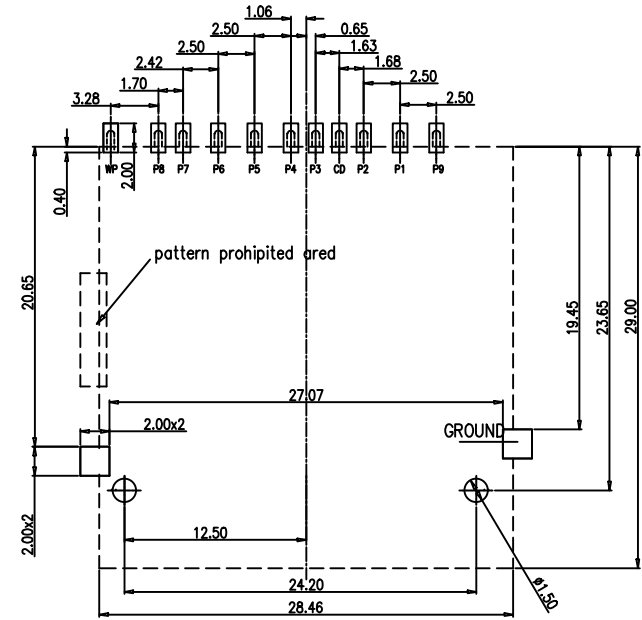 1.06
2.50 0.65
2.50 1.63
2.42 1.68
1.70 2.50
3.28 2.50
WP P8 P7 P6 P5 P4 P3 CD P2 P1 P9
2.00
0.40
pattern prohipited ared
20.65
19.45
23.65
29.00
27.07
2.00x2
GROUND
2.00x2
12.50
24.20
ø1.50
28.46